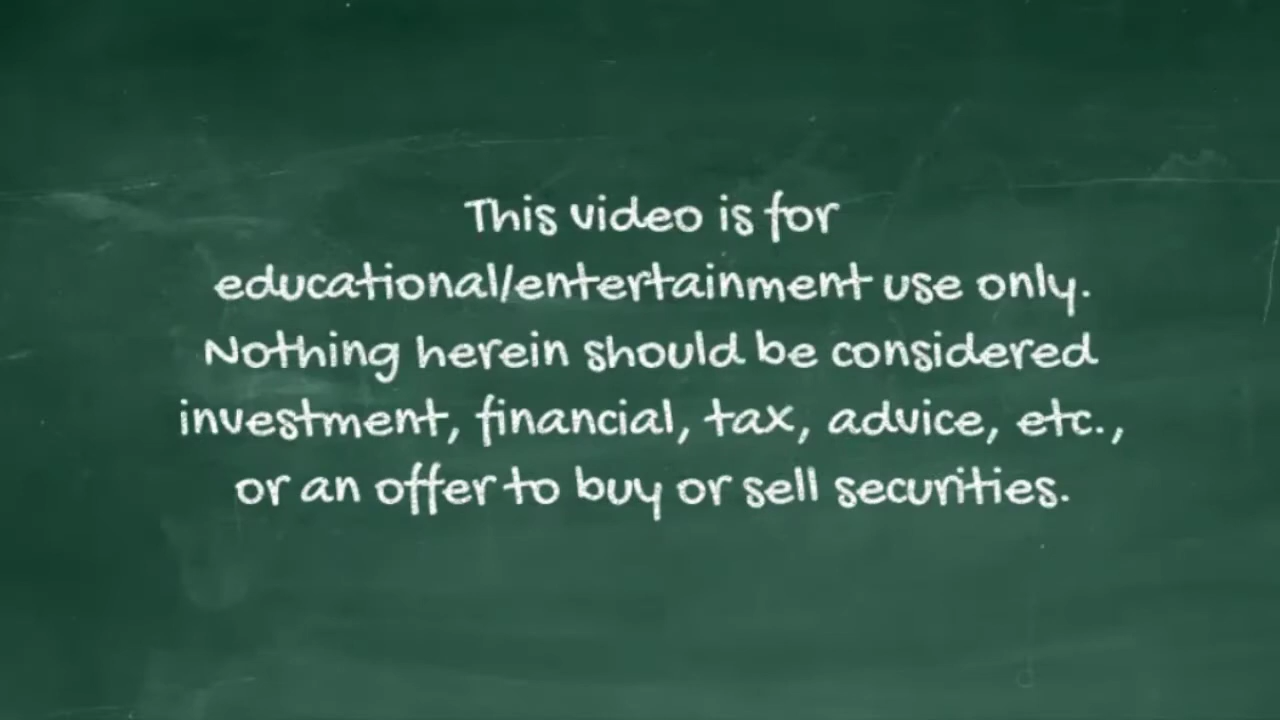 This video is for
educational/entertainment use only.
Nothing herein should be considered
investment, financial, tax, advice, etc.,
or an offer to buy or sell securities.